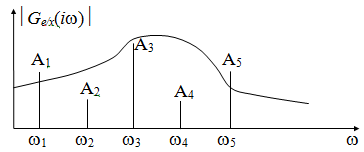 |G_{e/x}(iω)|
A₁ A₂ A₃ A₄ A₅
ω₁ ω₂ ω₃ ω₄ ω₅ ω